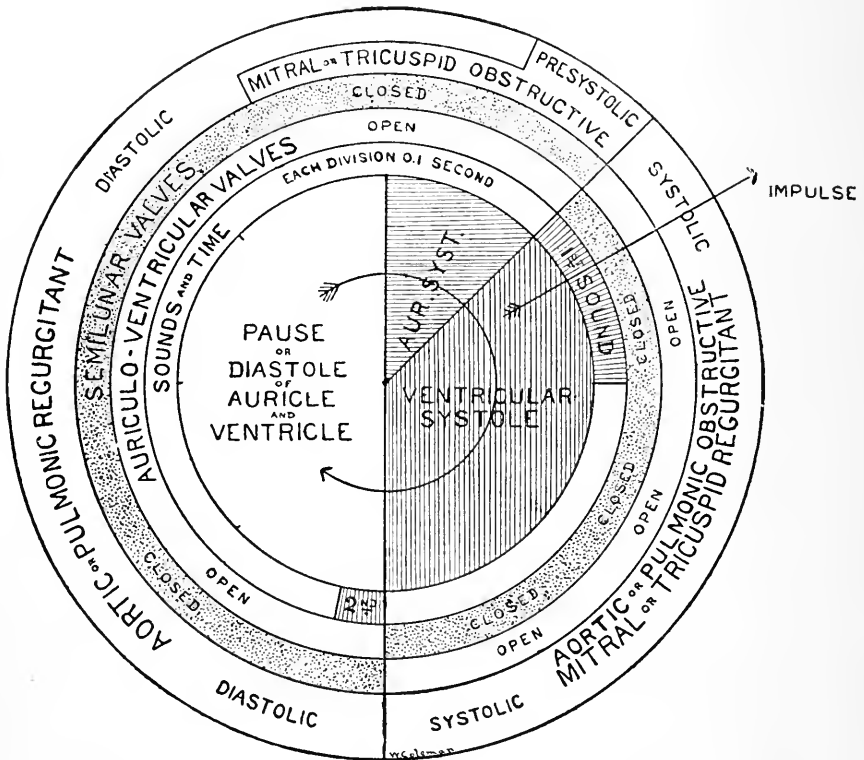 MITRAL OR TRICUSPID OBSTRUCTIVE
PRESYSTOLIC
DIASTOLIC
CLOSED
OPEN
EACH DIVISION 0.1 SECOND
SYSTOLIC
IMPULSE
AORTIC OR PULMONIC REGURGITANT
SEMILUNAR VALVES
AURICULO-VENTRICULAR VALVES
SOUNDS AND TIME
AUR. SYST.
1ST SOUND
CLOSED
OPEN
PAUSE
OR
DIASTOLE
OF
AURICLE
AND
VENTRICLE
VENTRICULAR
SYSTOLE
AORTIC OR PULMONIC OBSTRUCTIVE
MITRAL OR TRICUSPID REGURGITANT
CLOSED
OPEN
CLOSED
OPEN
2ND
CLOSED
OPEN
DIASTOLIC
SYSTOLIC
W Coleman